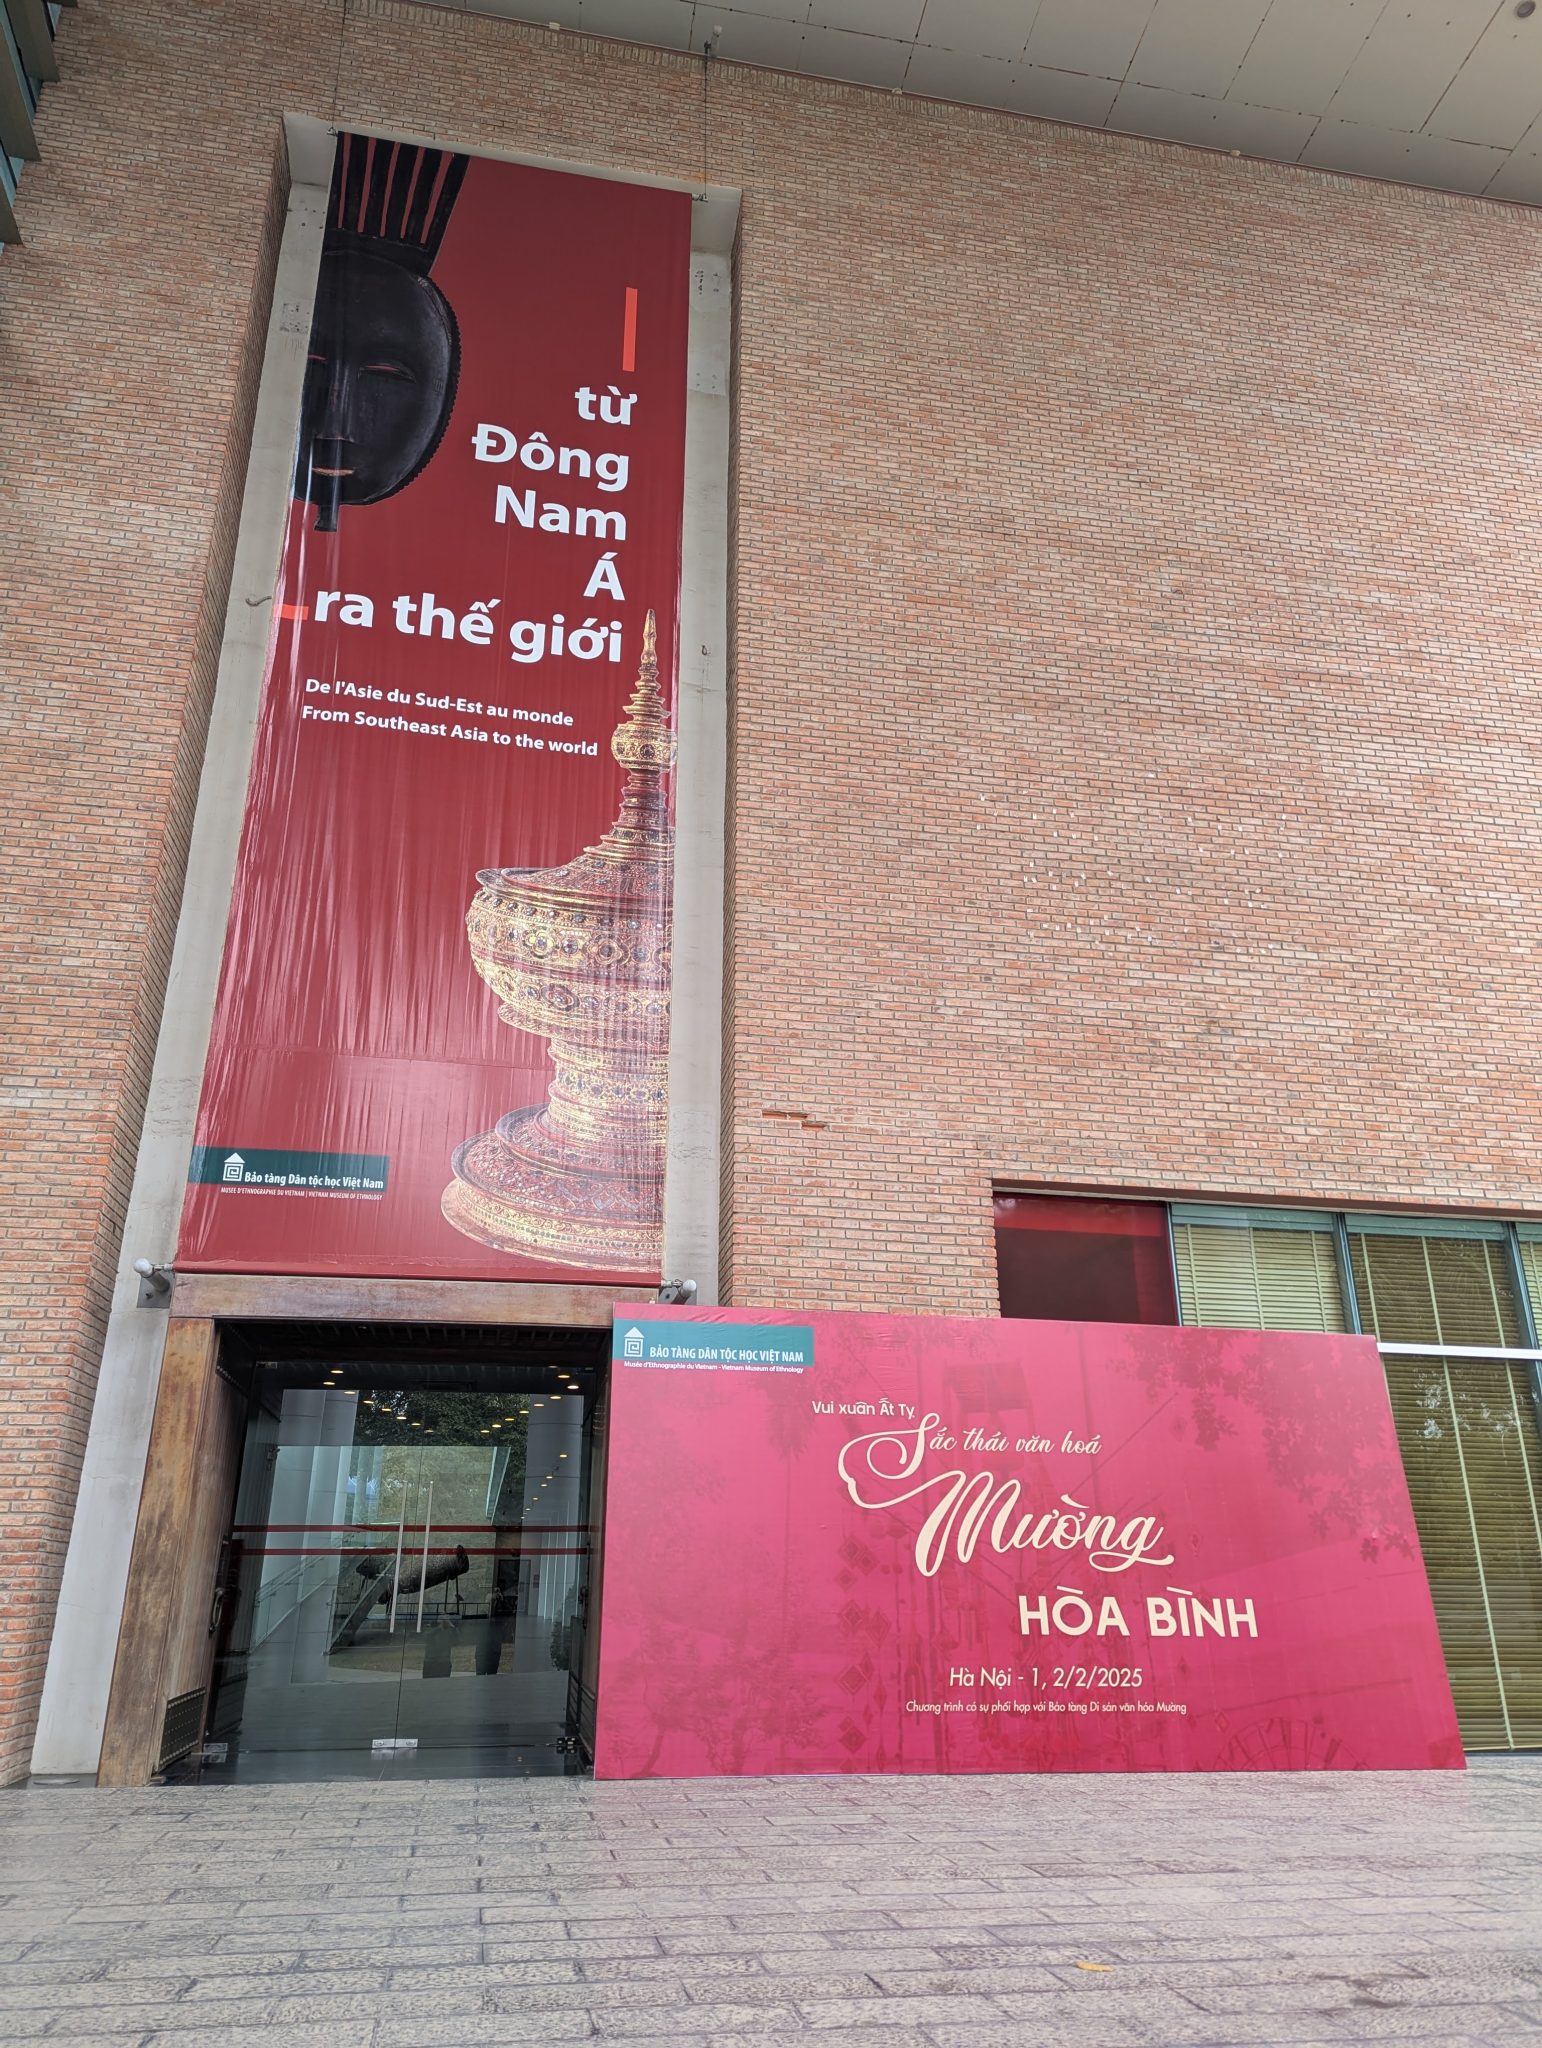 từ
Đông
Nam
Á
ra thế giới
De l'Asie du Sud-Est au monde
From Southeast Asia to the world
Bảo tàng Dân tộc học Việt Nam
MUSÉE D'ETHNOGRAPHIE DU VIETNAM | VIETNAM MUSEUM OF ETHNOLOGY
BẢO TÀNG DÂN TỘC HỌC VIỆT NAM
Musée d'Ethnographie du Vietnam - Vietnam Museum of Ethnology
Vui xuân Ất Tỵ
Sắc thái văn hoá
Mường
HÒA BÌNH
Hà Nội - 1, 2/2/2025
Chương trình có sự phối hợp với Bảo tàng Di sản văn hóa Mường